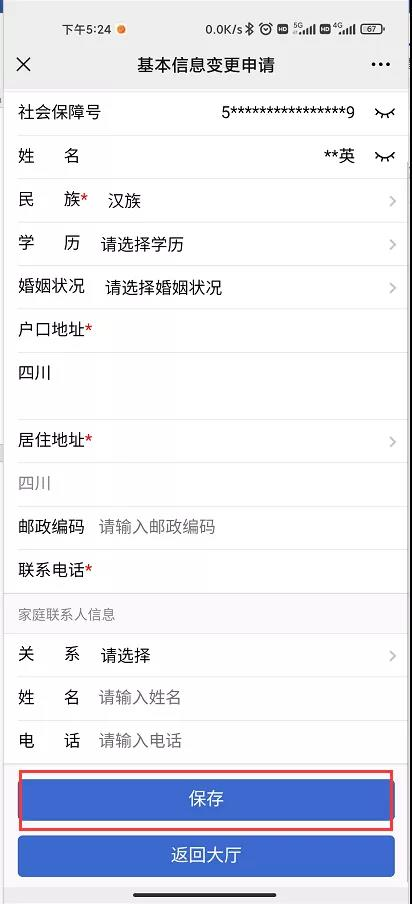 下午5:24 0.0K/s HD 5G HD 4G 67
基本信息变更申请
社会保障号 5****************9
姓 名 **英
民 族* 汉族
学 历 请选择学历
婚姻状况 请选择婚姻状况
户口地址*
四川
居住地址*
四川
邮政编码 请输入邮政编码
联系电话*
家庭联系人信息
关 系 请选择
姓 名 请输入姓名
电 话 请输入电话
保存
返回大厅